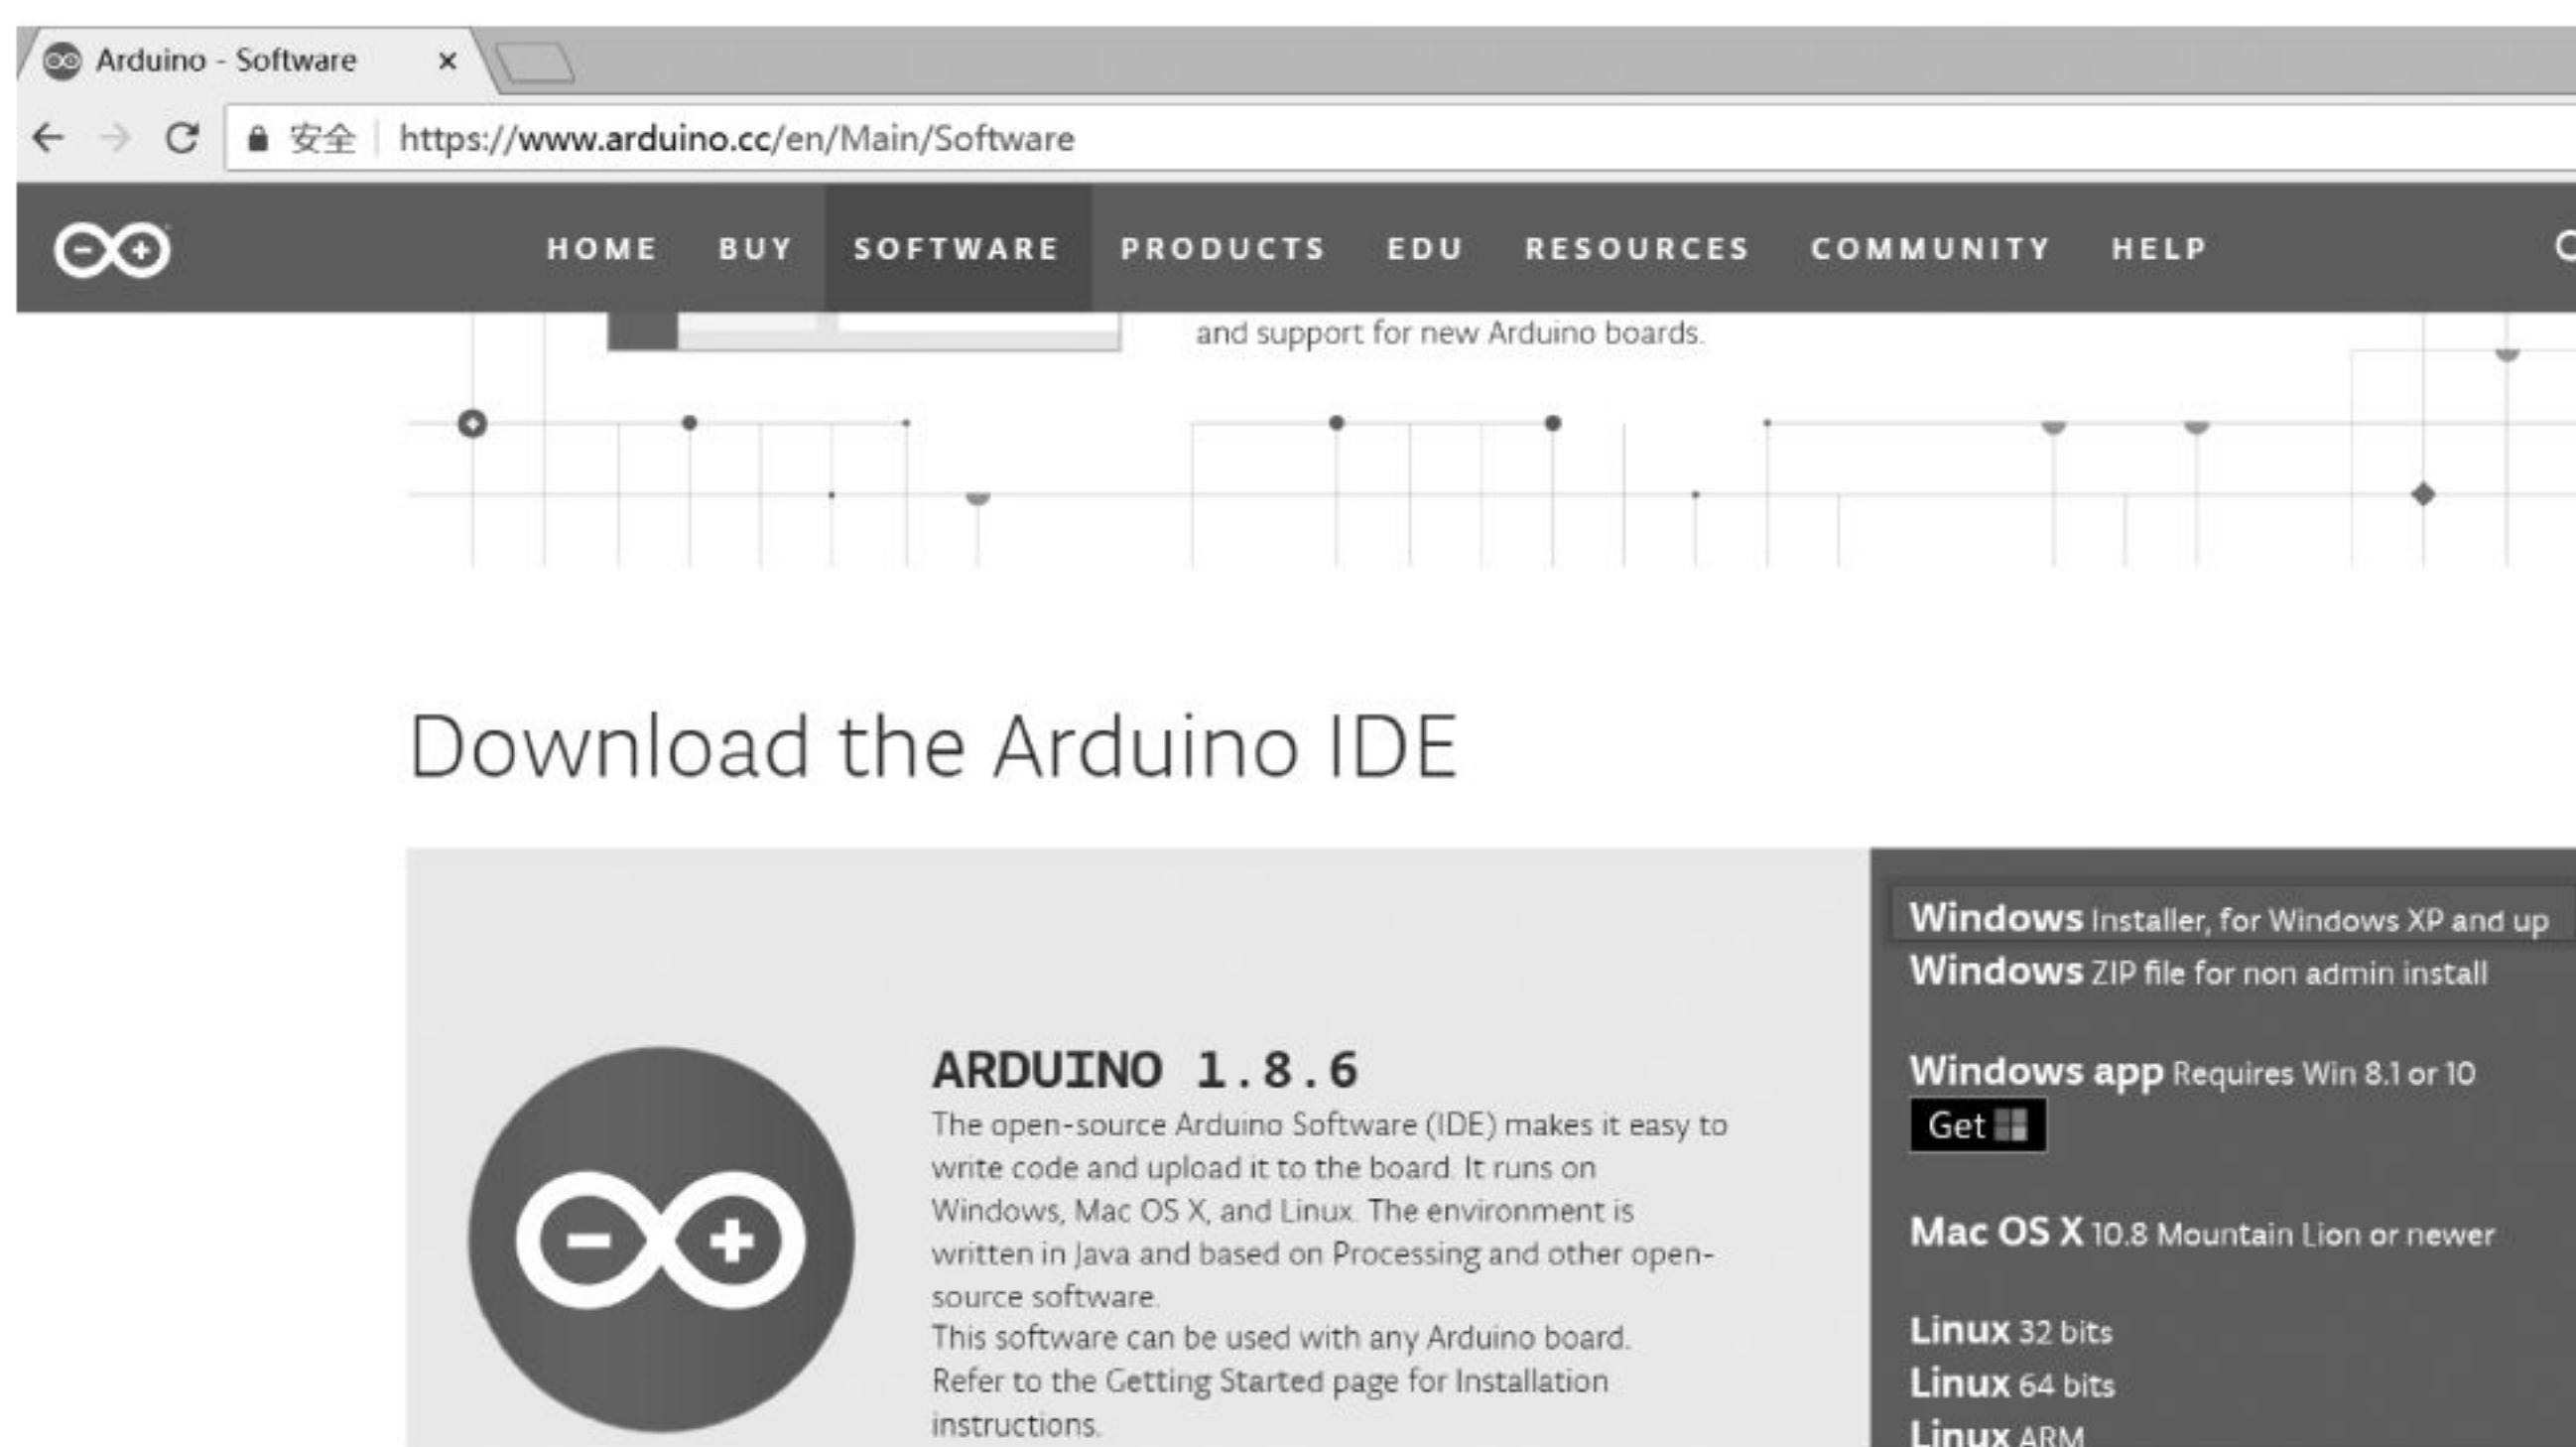 Arduino - Software
安全 https://www.arduino.cc/en/Main/Software
HOME BUY SOFTWARE PRODUCTS EDU RESOURCES COMMUNITY HELP
and support for new Arduino boards.
Download the Arduino IDE
ARDUINO 1.8.6
The open-source Arduino Software (IDE) makes it easy to
write code and upload it to the board. It runs on
Windows, Mac OS X, and Linux. The environment is
written in Java and based on Processing and other open-
source software.
This software can be used with any Arduino board.
Refer to the Getting Started page for Installation
instructions.
Windows Installer, for Windows XP and up
Windows ZIP file for non admin install
Windows app Requires Win 8.1 or 10
Get
Mac OS X 10.8 Mountain Lion or newer
Linux 32 bits
Linux 64 bits
Linux ARM